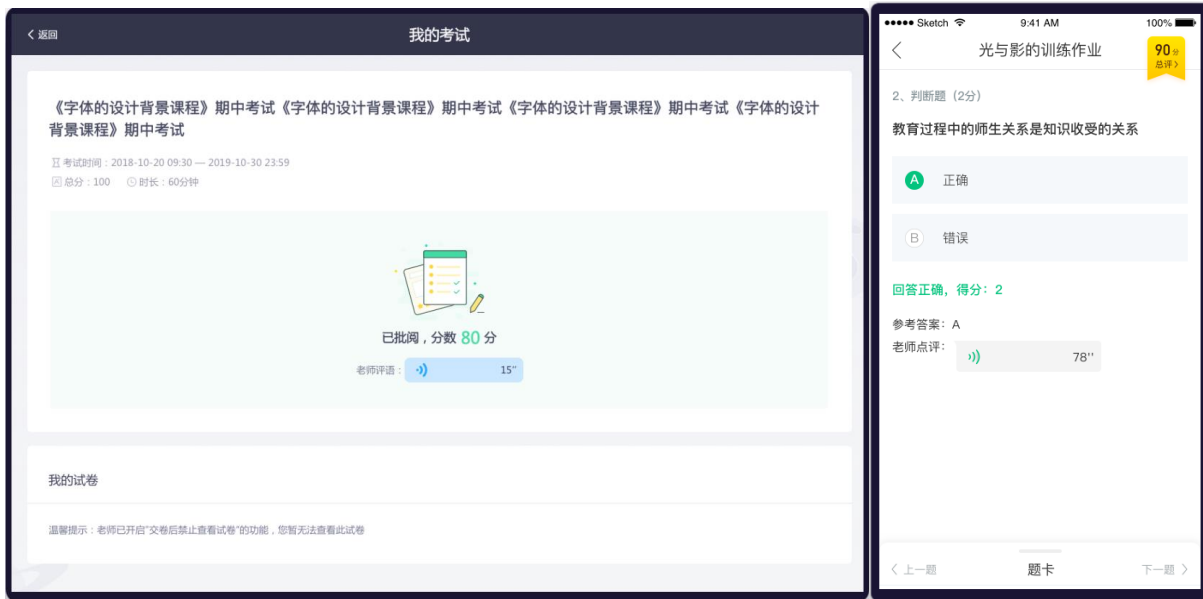 返回
我的考试
《字体的设计背景课程》期中考试《字体的设计背景课程》期中考试《字体的设计背景课程》期中考试《字体的设计
背景课程》期中考试
考试时间：2018-10-20 09:30 — 2019-10-30 23:59
总分：100 时长：60分钟
已批阅，分数 80 分
老师评语： 15"
我的试卷
温馨提示：老师已开启"交卷后禁止查看试卷"的功能，您暂无法查看此试卷
Sketch 9:41 AM 100%
光与影的训练作业
90分
总评
2、判断题（2分）
教育过程中的师生关系是知识收受的关系
A 正确
B 错误
回答正确，得分：2
参考答案：A
老师点评： 78''
上一题 题卡 下一题